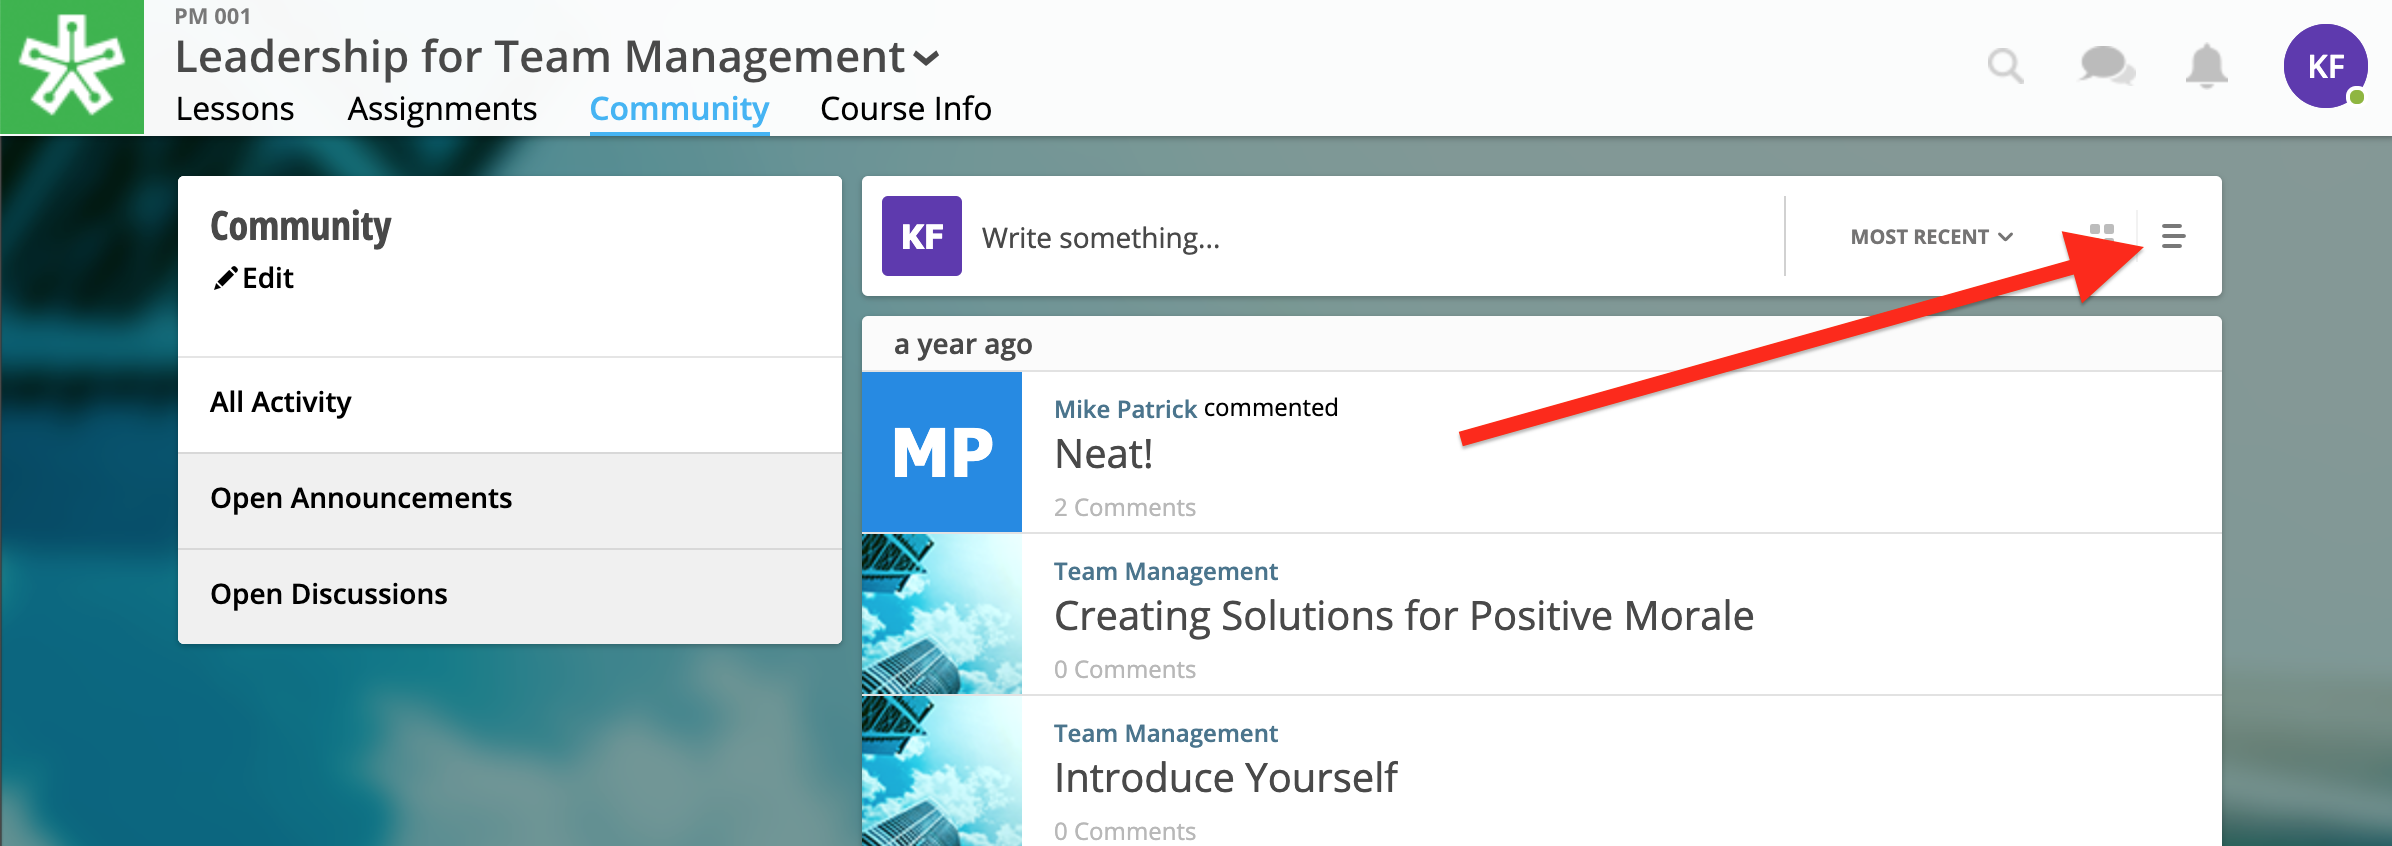 PM 001
Leadership for Team Management
Lessons Assignments Community Course Info
KF
Community
Edit
All Activity
Open Announcements
Open Discussions
KF Write something... MOST RECENT
a year ago
MP
Mike Patrick commented
Neat!
2 Comments
Team Management
Creating Solutions for Positive Morale
0 Comments
Team Management
Introduce Yourself
0 Comments